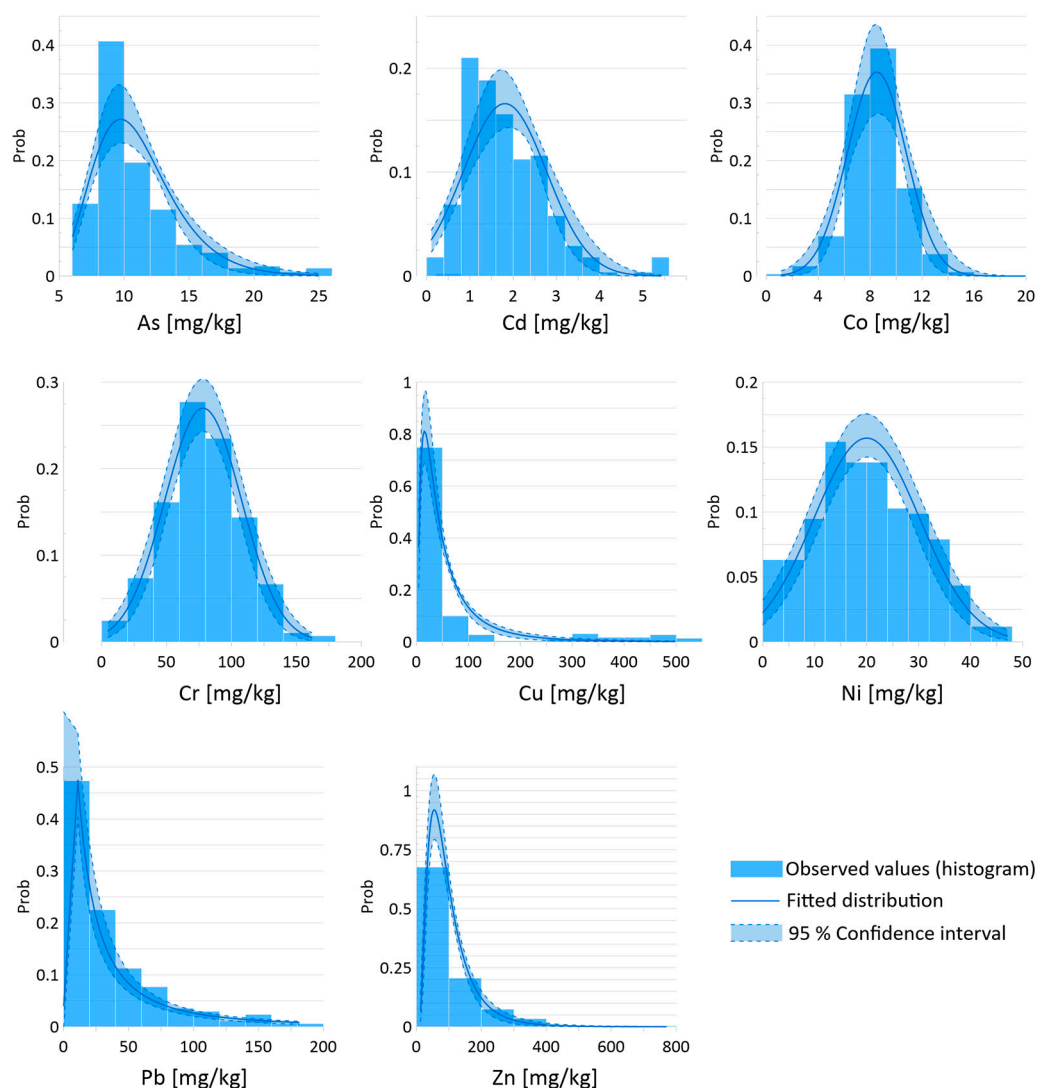 0.4
0.3
0.2
0.1
0
Prob
5 10 15 20 25
As [mg/kg]
0.2
0.1
0
Prob
0 1 2 3 4 5
Cd [mg/kg]
0.4
0.3
0.2
0.1
0
Prob
0 4 8 12 16 20
Co [mg/kg]
0.3
0.2
0.1
0
Prob
0 50 100 150 200
Cr [mg/kg]
1
0.8
0.6
0.4
0.2
0
Prob
0 100 200 300 400 500
Cu [mg/kg]
0.2
0.15
0.1
0.05
0
Prob
0 10 20 30 40 50
Ni [mg/kg]
0.5
0.4
0.3
0.2
0.1
0
Prob
0 50 100 150 200
Pb [mg/kg]
1
0.75
0.5
0.25
0
Prob
0 200 400 600 800
Zn [mg/kg]
Observed values (histogram)
Fitted distribution
95 % Confidence interval